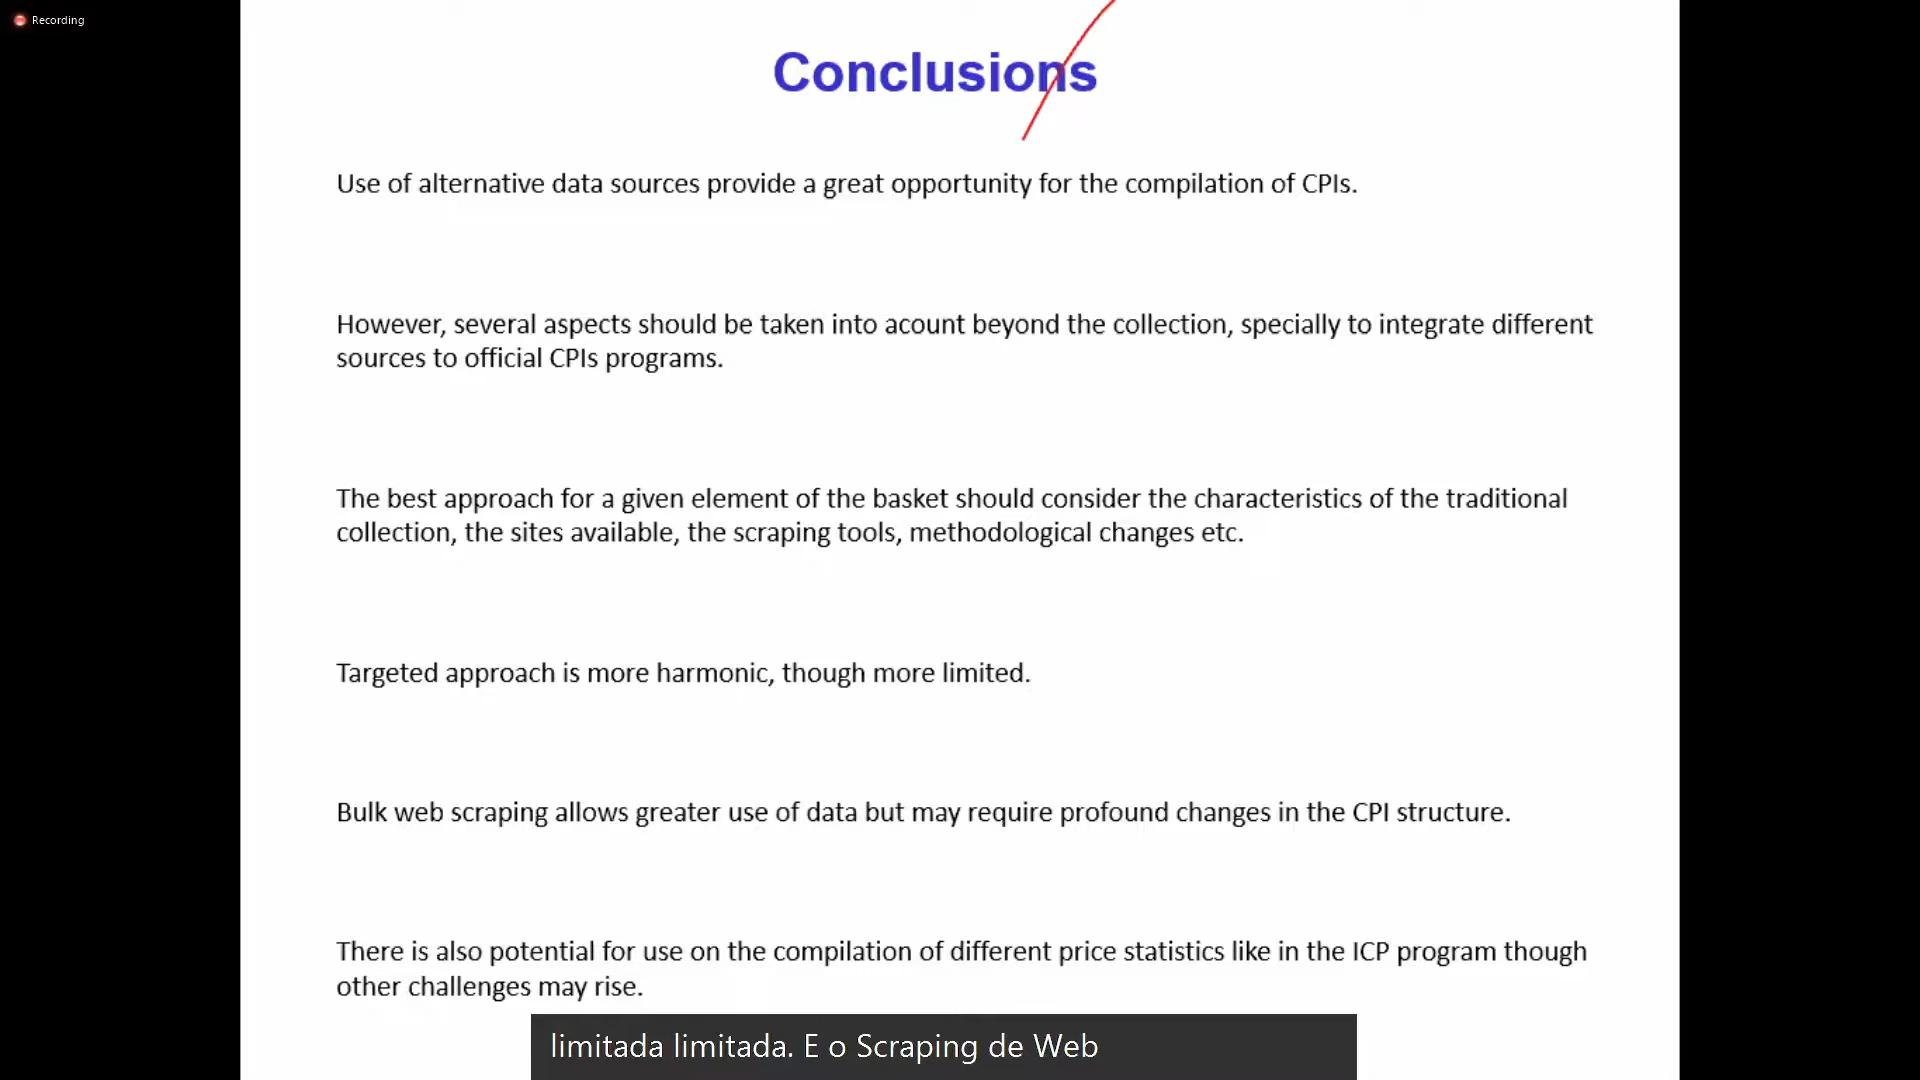 Recording
Conclusions
Use of alternative data sources provide a great opportunity for the compilation of CPIs.
However, several aspects should be taken into acount beyond the collection, specially to integrate different
sources to official CPIs programs.
The best approach for a given element of the basket should consider the characteristics of the traditional
collection, the sites available, the scraping tools, methodological changes etc.
Targeted approach is more harmonic, though more limited.
Bulk web scraping allows greater use of data but may require profound changes in the CPI structure.
There is also potential for use on the compilation of different price statistics like in the ICP program though
other challenges may rise.
limitada limitada. E o Scraping de Web